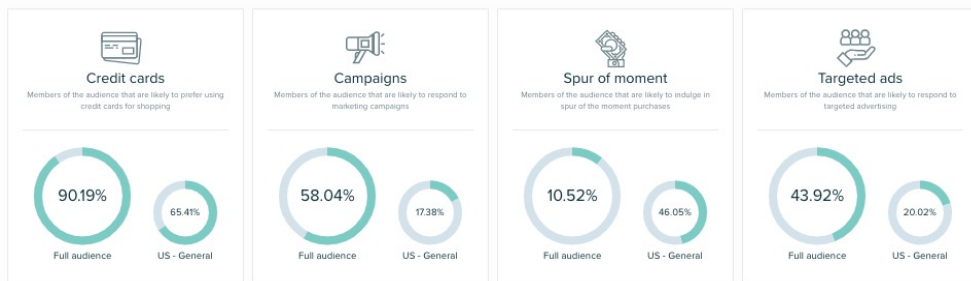 Credit cards
Members of the audience that are likely to prefer using
credit cards for shopping
90.19%
65.41%
Full audience
US - General
Campaigns
Members of the audience that are likely to respond to
marketing campaigns
58.04%
17.38%
Full audience
US - General
Spur of moment
Members of the audience that are likely to indulge in
spur of the moment purchases
10.52%
46.05%
Full audience
US - General
Targeted ads
Members of the audience that are likely to respond to
targeted advertising
43.92%
20.02%
Full audience
US - General